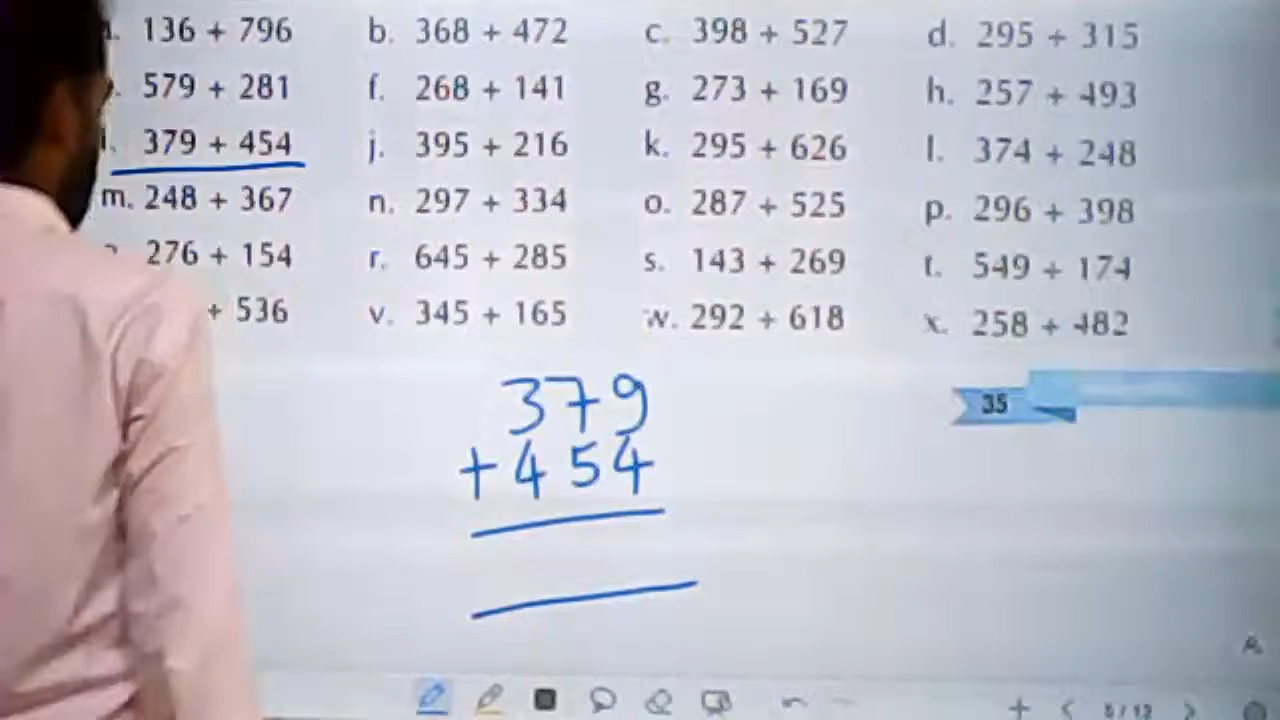 136 + 796 b. 368 + 472 c. 398 + 527 d. 295 + 315
579 + 281 f. 268 + 141 g. 273 + 169 h. 257 + 493
379 + 454 j. 395 + 216 k. 295 + 626 l. 374 + 248
m. 248 + 367 n. 297 + 334 o. 287 + 525 p. 296 + 398
276 + 154 r. 645 + 285 s. 143 + 269 t. 549 + 174
+ 536 v. 345 + 165 w. 292 + 618 x. 258 + 482
379
+ 454
35